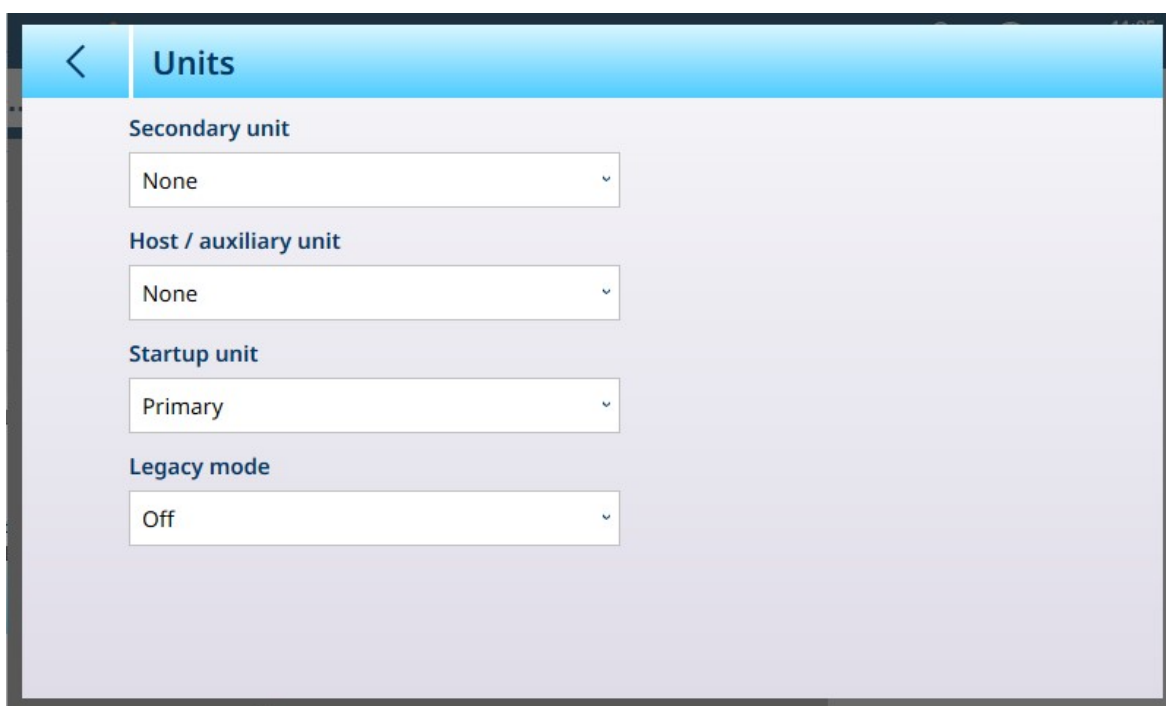 Units
Secondary unit
None
Host / auxiliary unit
None
Startup unit
Primary
Legacy mode
Off